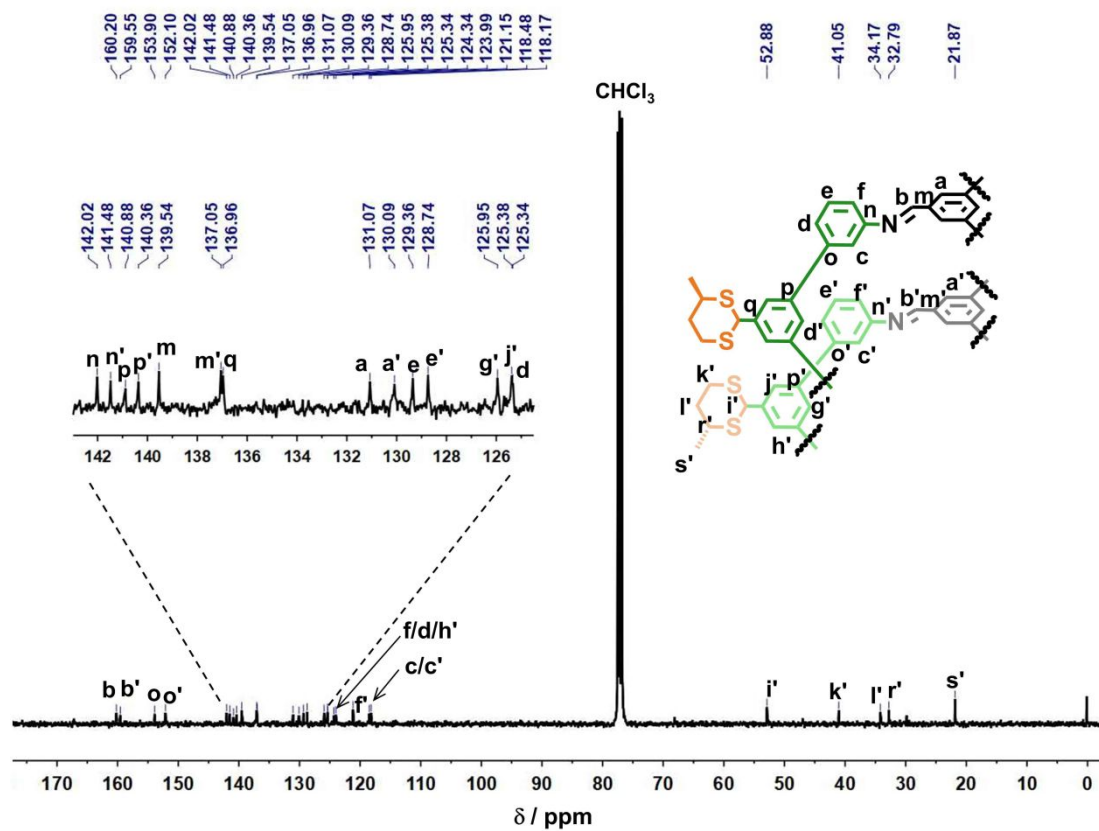 160.20
159.55
153.90
152.10
142.02
141.48
140.88
140.36
139.54
137.05
136.96
131.07
130.09
129.36
128.74
125.95
125.38
125.34
124.34
123.99
121.15
118.48
118.17
52.88
41.05
34.17
32.79
21.87
CHCl3
142.02
141.48
140.88
140.36
139.54
137.05
136.96
131.07
130.09
129.36
128.74
125.95
125.38
125.34
n n' p p' m m' q a a' e e' g' j' d
142 140 138 136 134 132 130 128 126
e f b m a
d n N
o c
a'
q p e' f' b' m'
S n' N
S d'
o' c'
k' S j' p'
l' i' g'
r' S
s' h'
f/d/h'
c/c'
b b' o o' f' i' k' l' r' s'
170 160 150 140 130 120 110 100 90 80 70 60 50 40 30 20 10 0
δ / ppm